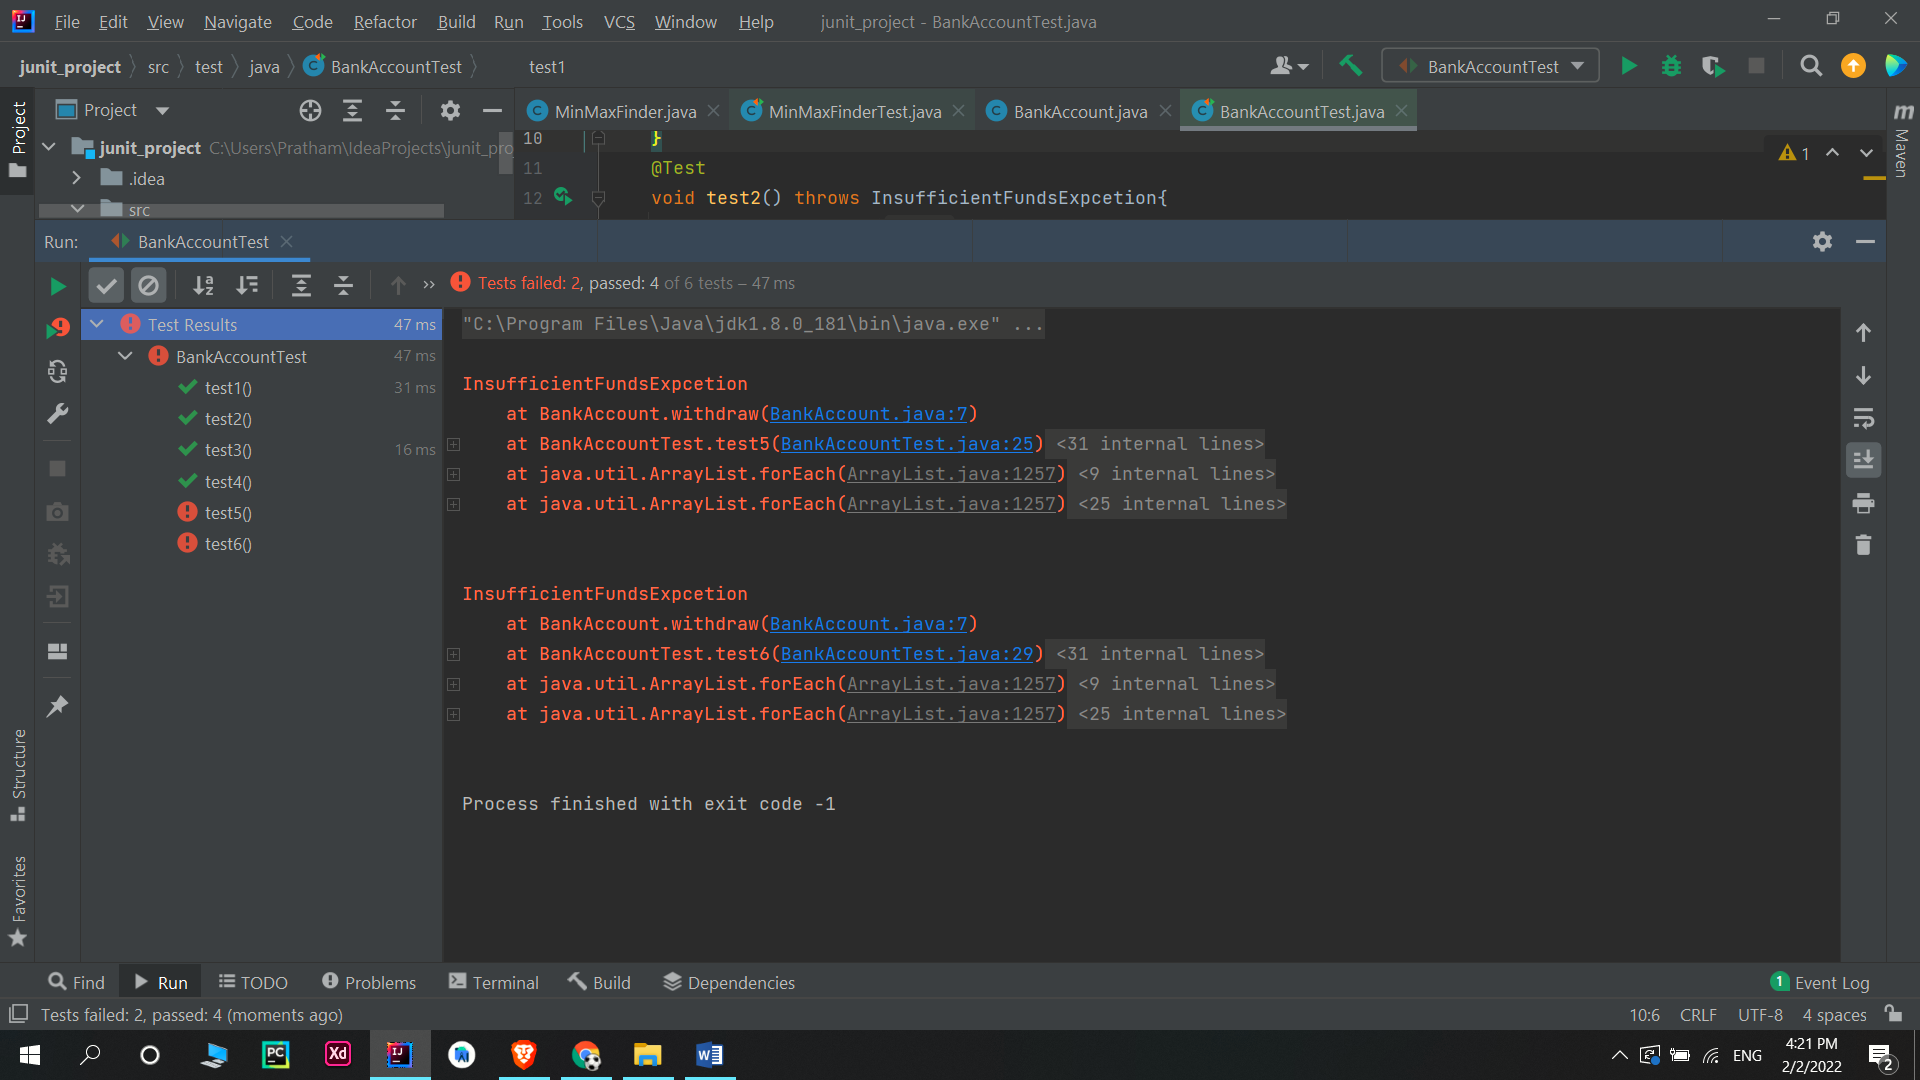 File Edit View Navigate Code Refactor Build Run Tools VCS Window Help junit_project - BankAccountTest.java
junit_project src test java BankAccountTest test1 BankAccountTest
Project
Project
MinMaxFinder.java MinMaxFinderTest.java BankAccount.java BankAccountTest.java
Maven
junit_project C:\Users\Pratham\IdeaProjects\junit_pro
.idea
src
10 }
11 @Test
12 void test2() throws InsufficientFundsExpcetion{
1
Run: BankAccountTest
Tests failed: 2, passed: 4 of 6 tests – 47 ms
Test Results 47 ms
BankAccountTest 47 ms
test1() 31 ms
test2()
test3() 16 ms
test4()
test5()
test6()
"C:\Program Files\Java\jdk1.8.0_181\bin\java.exe" ...
InsufficientFundsExpcetion
at BankAccount.withdraw(BankAccount.java:7)
at BankAccountTest.test5(BankAccountTest.java:25) <31 internal lines>
at java.util.ArrayList.forEach(ArrayList.java:1257) <9 internal lines>
at java.util.ArrayList.forEach(ArrayList.java:1257) <25 internal lines>
InsufficientFundsExpcetion
at BankAccount.withdraw(BankAccount.java:7)
at BankAccountTest.test6(BankAccountTest.java:29) <31 internal lines>
at java.util.ArrayList.forEach(ArrayList.java:1257) <9 internal lines>
at java.util.ArrayList.forEach(ArrayList.java:1257) <25 internal lines>
Process finished with exit code -1
Structure
Favorites
Find Run TODO Problems Terminal Build Dependencies 1 Event Log
Tests failed: 2, passed: 4 (moments ago) 10:6 CRLF UTF-8 4 spaces
PC Xd IJ W ENG
4:21 PM
2/2/2022
2